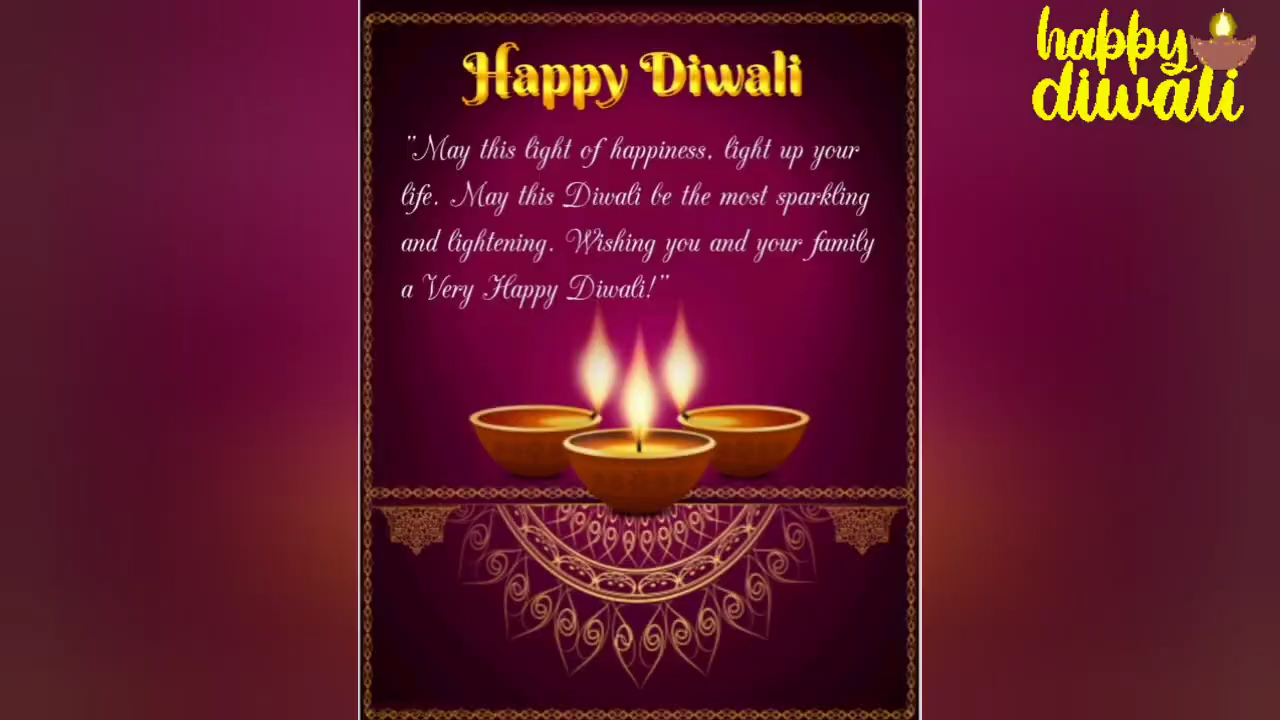 Happy Diwali
"May this light of happiness, light up your
life. May this Diwali be the most sparkling
and lightening. Wishing you and your family
a Very Happy Diwali!"
happy
diwali